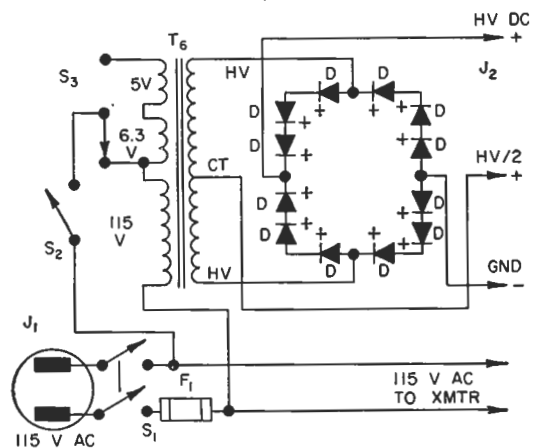 HV DC
+
T6
S3
5V
HV
D D
J2
+ +
D + + D
6.3
V
D + + D
CT
HV/2
+
D + + D
115
V
S2
D + + D
HV
+ +
D D
GND
-
J1
F1
115 V AC
TO XMTR
S1
115 V AC